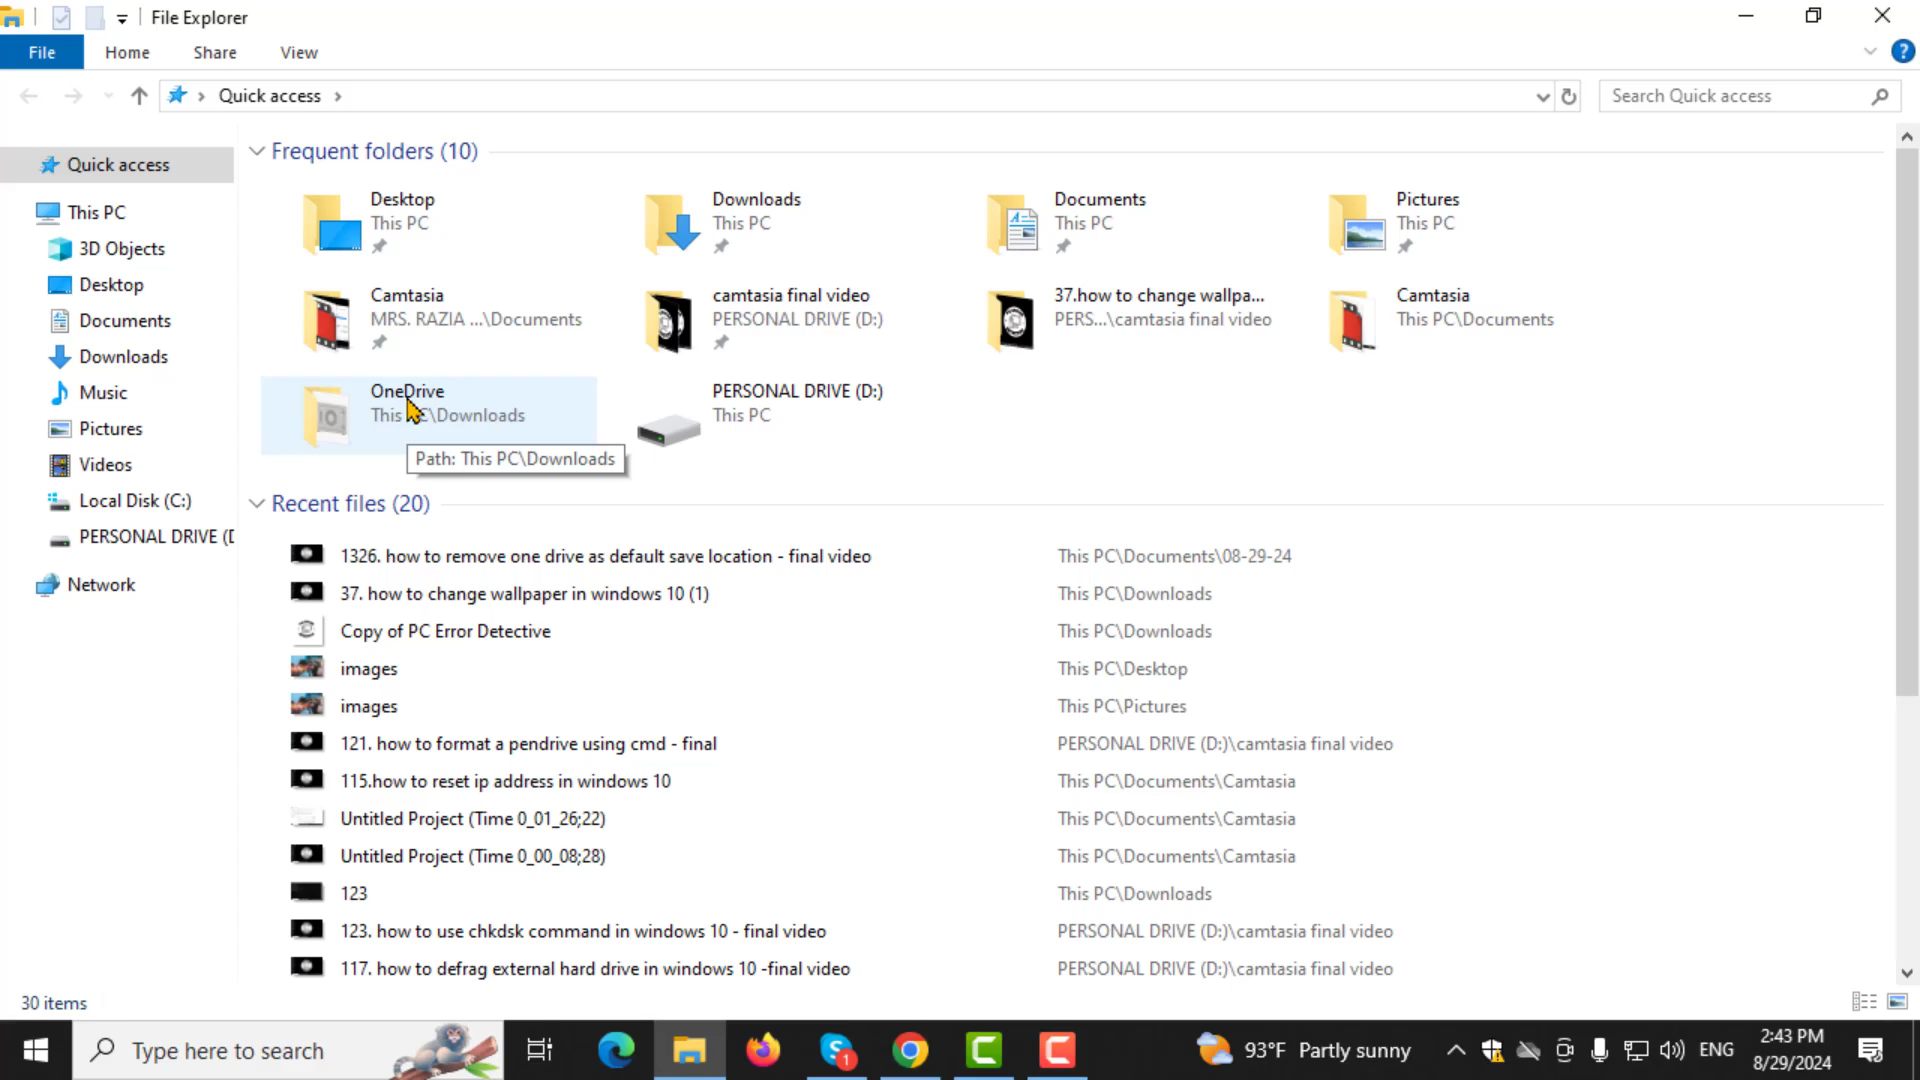 File Explorer
File Home Share View
Quick access Search Quick access
Quick access
This PC
3D Objects
Desktop
Documents
Downloads
Music
Pictures
Videos
Local Disk (C:)
PERSONAL DRIVE (D
Network
Frequent folders (10)
Desktop
This PC
Downloads
This PC
Documents
This PC
Pictures
This PC
Camtasia
MRS. RAZIA ...\Documents
camtasia final video
PERSONAL DRIVE (D:)
37.how to change wallpa...
PERS...\camtasia final video
Camtasia
This PC\Documents
OneDrive
This PC\Downloads
PERSONAL DRIVE (D:)
This PC
Path: This PC\Downloads
Recent files (20)
1326. how to remove one drive as default save location - final video This PC\Documents\08-29-24
37. how to change wallpaper in windows 10 (1) This PC\Downloads
Copy of PC Error Detective This PC\Downloads
images This PC\Desktop
images This PC\Pictures
121. how to format a pendrive using cmd - final PERSONAL DRIVE (D:)\camtasia final video
115.how to reset ip address in windows 10 This PC\Documents\Camtasia
Untitled Project (Time 0_01_26;22) This PC\Documents\Camtasia
Untitled Project (Time 0_00_08;28) This PC\Documents\Camtasia
123 This PC\Downloads
123. how to use chkdsk command in windows 10 - final video PERSONAL DRIVE (D:)\camtasia final video
117. how to defrag external hard drive in windows 10 -final video PERSONAL DRIVE (D:)\camtasia final video
30 items
Type here to search
1
93°F Partly sunny
ENG
2:43 PM
8/29/2024